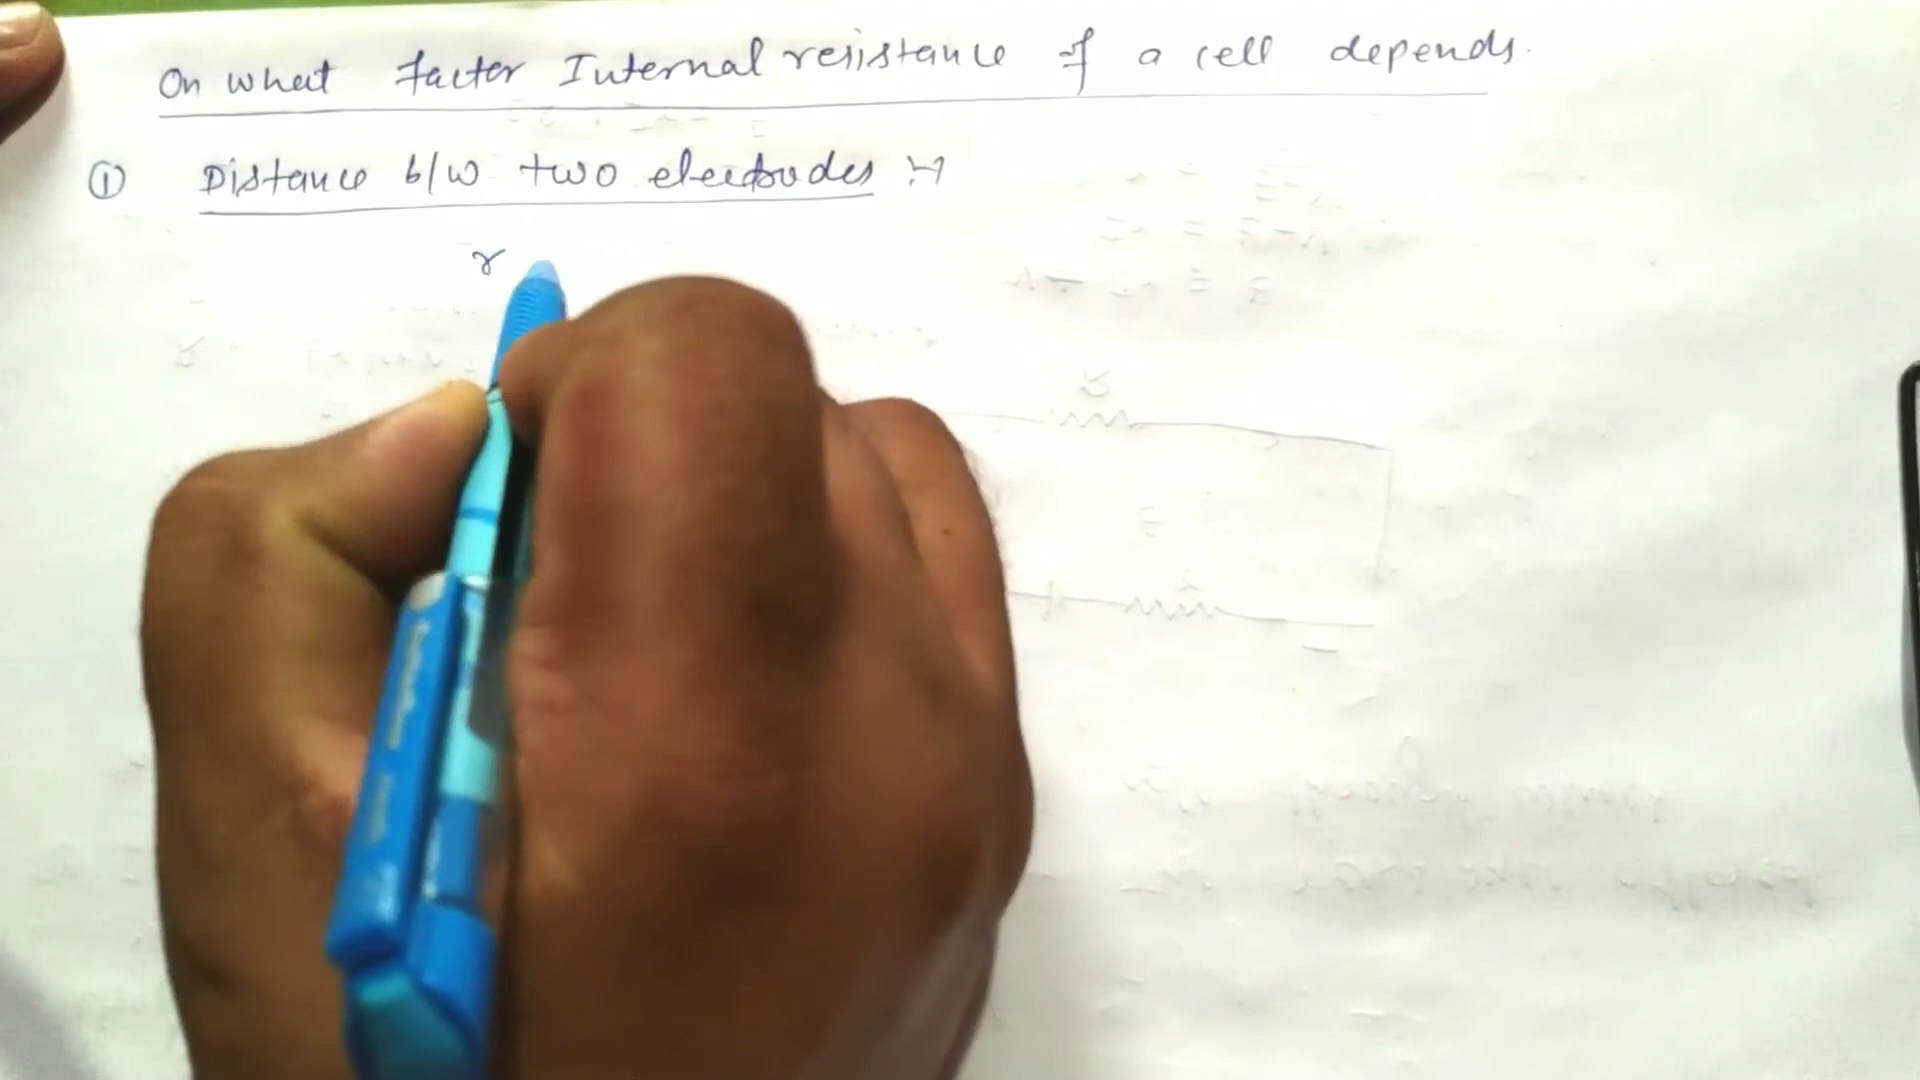 On what factor Internal resistance of a cell depends.
① Distance b/w two electrodes :-
r